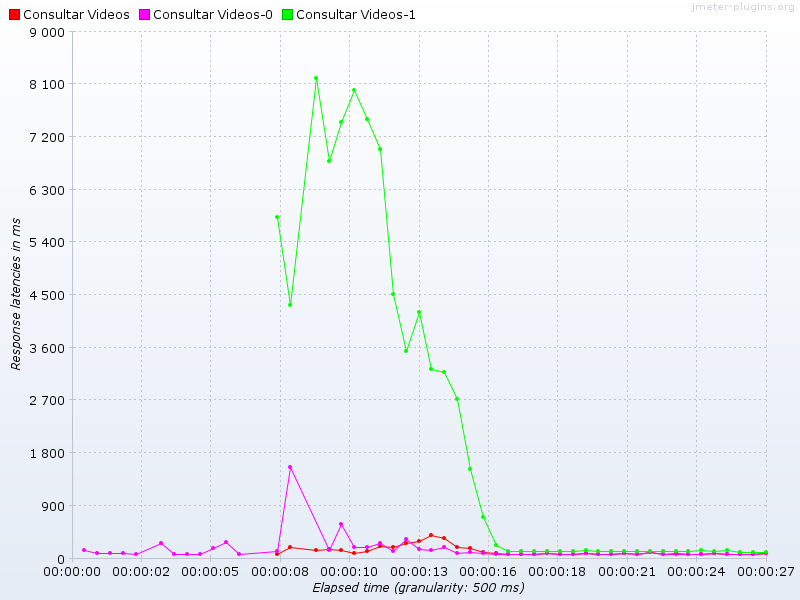 jmeter-plugins.org
Consultar Videos Consultar Videos-0 Consultar Videos-1
9 000
8 100
7 200
6 300
5 400
4 500
3 600
2 700
1 800
900
0
Response latencies in ms
00:00:00 00:00:02 00:00:05 00:00:08 00:00:10 00:00:13 00:00:16 00:00:18 00:00:21 00:00:24 00:00:27
Elapsed time (granularity: 500 ms)